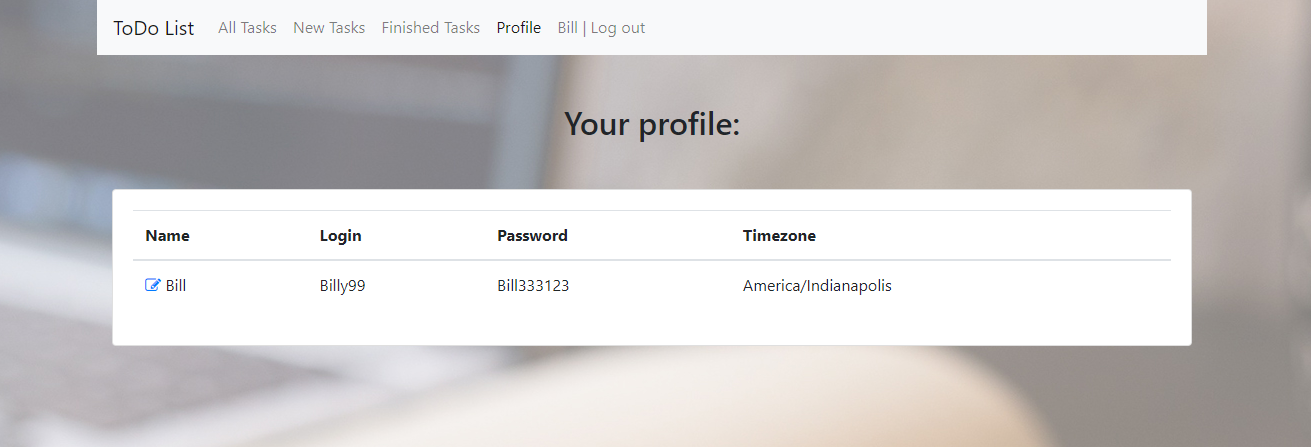 ToDo List All Tasks New Tasks Finished Tasks Profile Bill | Log out
Your profile:
Name Login Password Timezone
Bill Billy99 Bill333123 America/Indianapolis